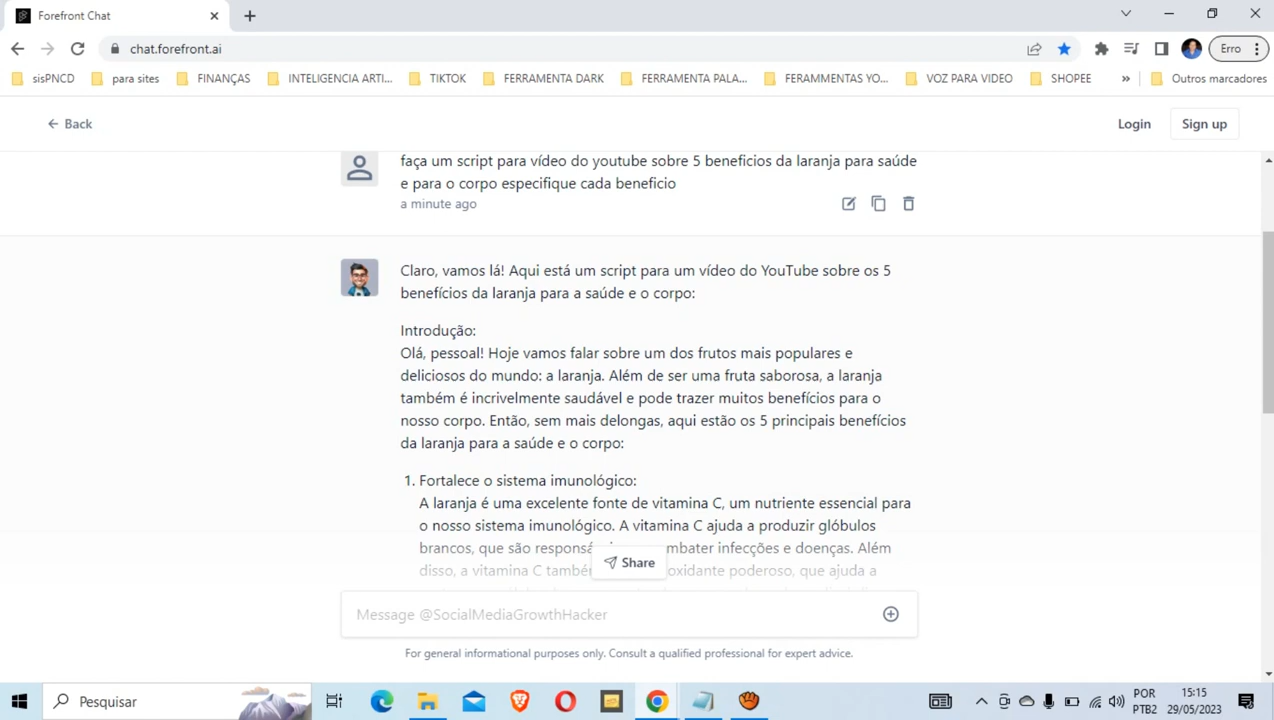 Forefront Chat
chat.forefront.ai
Erro
sisPNCD
para sites
FINANÇAS
INTELIGENCIA ARTI...
TIKTOK
FERRAMENTA DARK
FERRAMENTA PALA...
FERAMMENTAS YO...
VOZ PARA VIDEO
SHOPEE
»
Outros marcadores
Back
Login
Sign up
faça um script para vídeo do youtube sobre 5 beneficios da laranja para saúde
e para o corpo especifique cada beneficio
a minute ago
Claro, vamos lá! Aqui está um script para um vídeo do YouTube sobre os 5
benefícios da laranja para a saúde e o corpo:
Introdução:
Olá, pessoal! Hoje vamos falar sobre um dos frutos mais populares e
deliciosos do mundo: a laranja. Além de ser uma fruta saborosa, a laranja
também é incrivelmente saudável e pode trazer muitos benefícios para o
nosso corpo. Então, sem mais delongas, aqui estão os 5 principais benefícios
da laranja para a saúde e o corpo:
1. Fortalece o sistema imunológico:
A laranja é uma excelente fonte de vitamina C, um nutriente essencial para
o nosso sistema imunológico. A vitamina C ajuda a produzir glóbulos
brancos, que são infecções e doenças. Além
disso, a vitamina C também poderoso, que ajuda a
Share
Message @SocialMediaGrowthHacker
For general informational purposes only. Consult a qualified professional for expert advice.
Pesquisar
POR
PTB2
15:15
29/05/2023